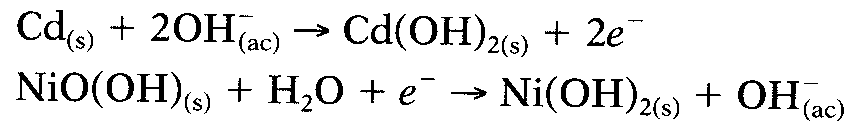 Cd(s) + 2OH⁻(ac) → Cd(OH)2(s) + 2e⁻
NiO(OH)(s) + H₂O + e⁻ → Ni(OH)2(s) + OH⁻(ac)